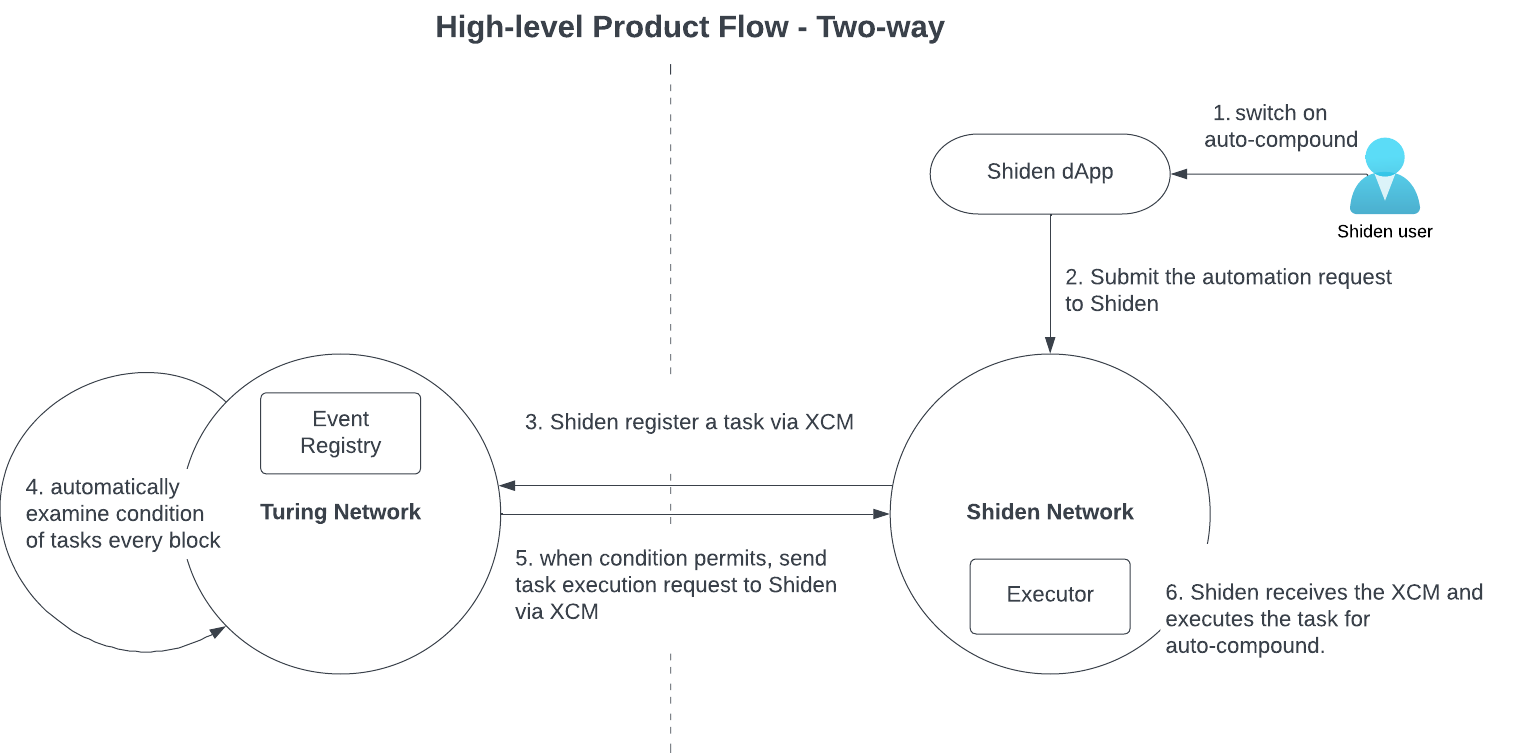 High-level Product Flow - Two-way
1. switch on
auto-compound
Shiden dApp
Shiden user
2. Submit the automation request
to Shiden
Event
Registry
3. Shiden register a task via XCM
4. automatically
examine condition
of tasks every block
Turing Network
Shiden Network
5. when condition permits, send
task execution request to Shiden
via XCM
Executor
6. Shiden receives the XCM and
executes the task for
auto-compound.